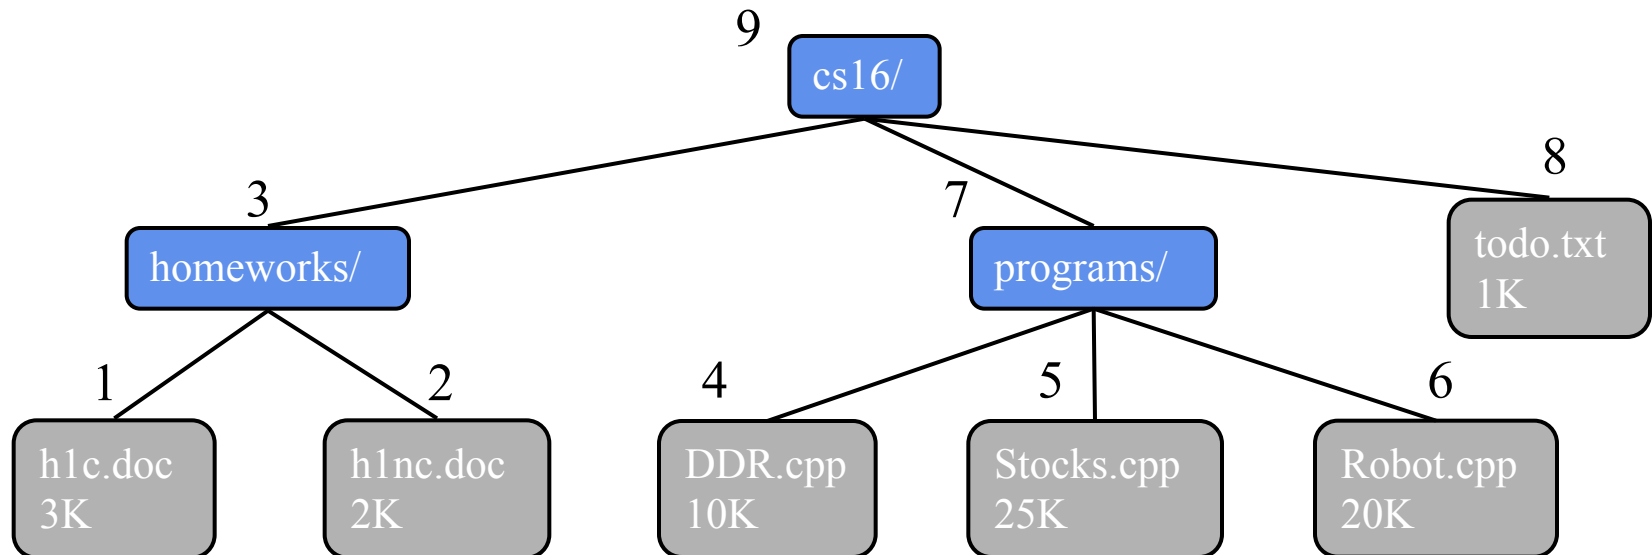 9
cs16/
8
3
7
homeworks/
programs/
todo.txt
1K
1
2
4
5
6
h1c.doc
3K
h1nc.doc
2K
DDR.cpp
10K
Stocks.cpp
25K
Robot.cpp
20K